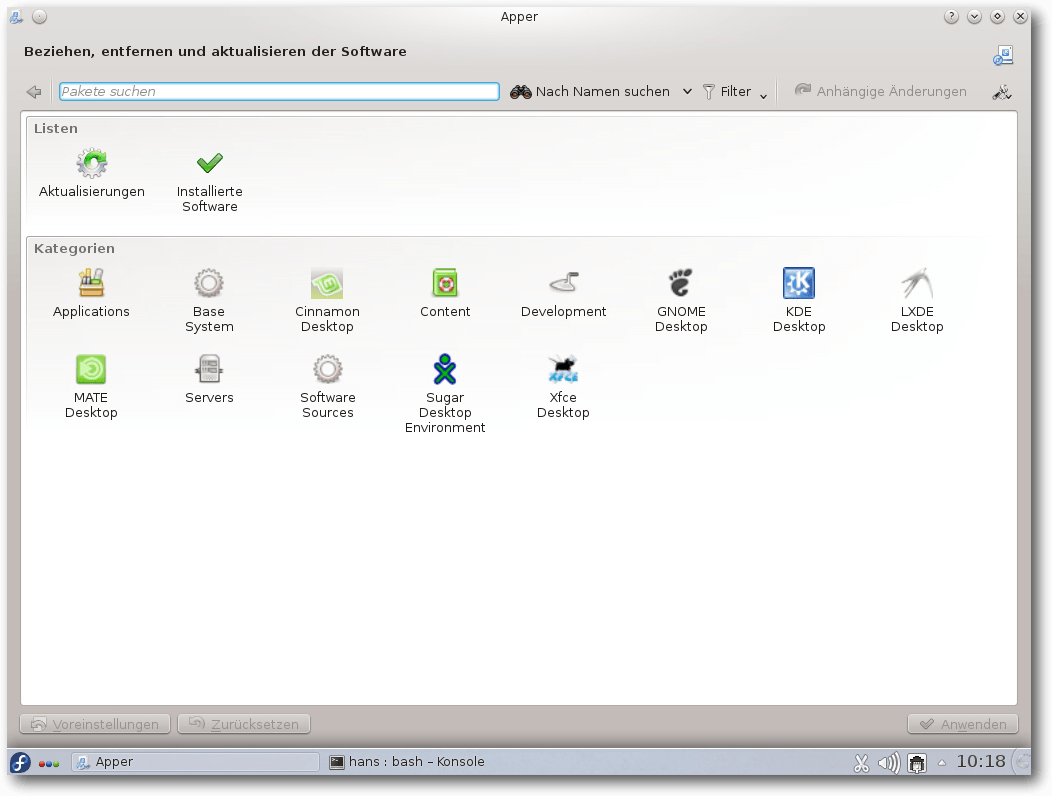 Apper
Beziehen, entfernen und aktualisieren der Software
Pakete suchen
Nach Namen suchen
Filter
Anhängige Änderungen
Listen
Aktualisierungen
Installierte
Software
Kategorien
Applications
Base
System
Cinnamon
Desktop
Content
Development
GNOME
Desktop
KDE
Desktop
LXDE
Desktop
MATE
Desktop
Servers
Software
Sources
Sugar
Desktop
Environment
XFCE
Xfce
Desktop
Voreinstellungen
Zurücksetzen
Anwenden
Apper
hans : bash – Konsole
10:18